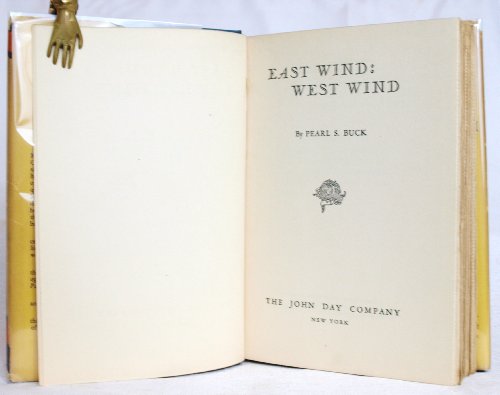 EAST WIND:
WEST WIND
By PEARL S. BUCK
THE JOHN DAY COMPANY
NEW YORK